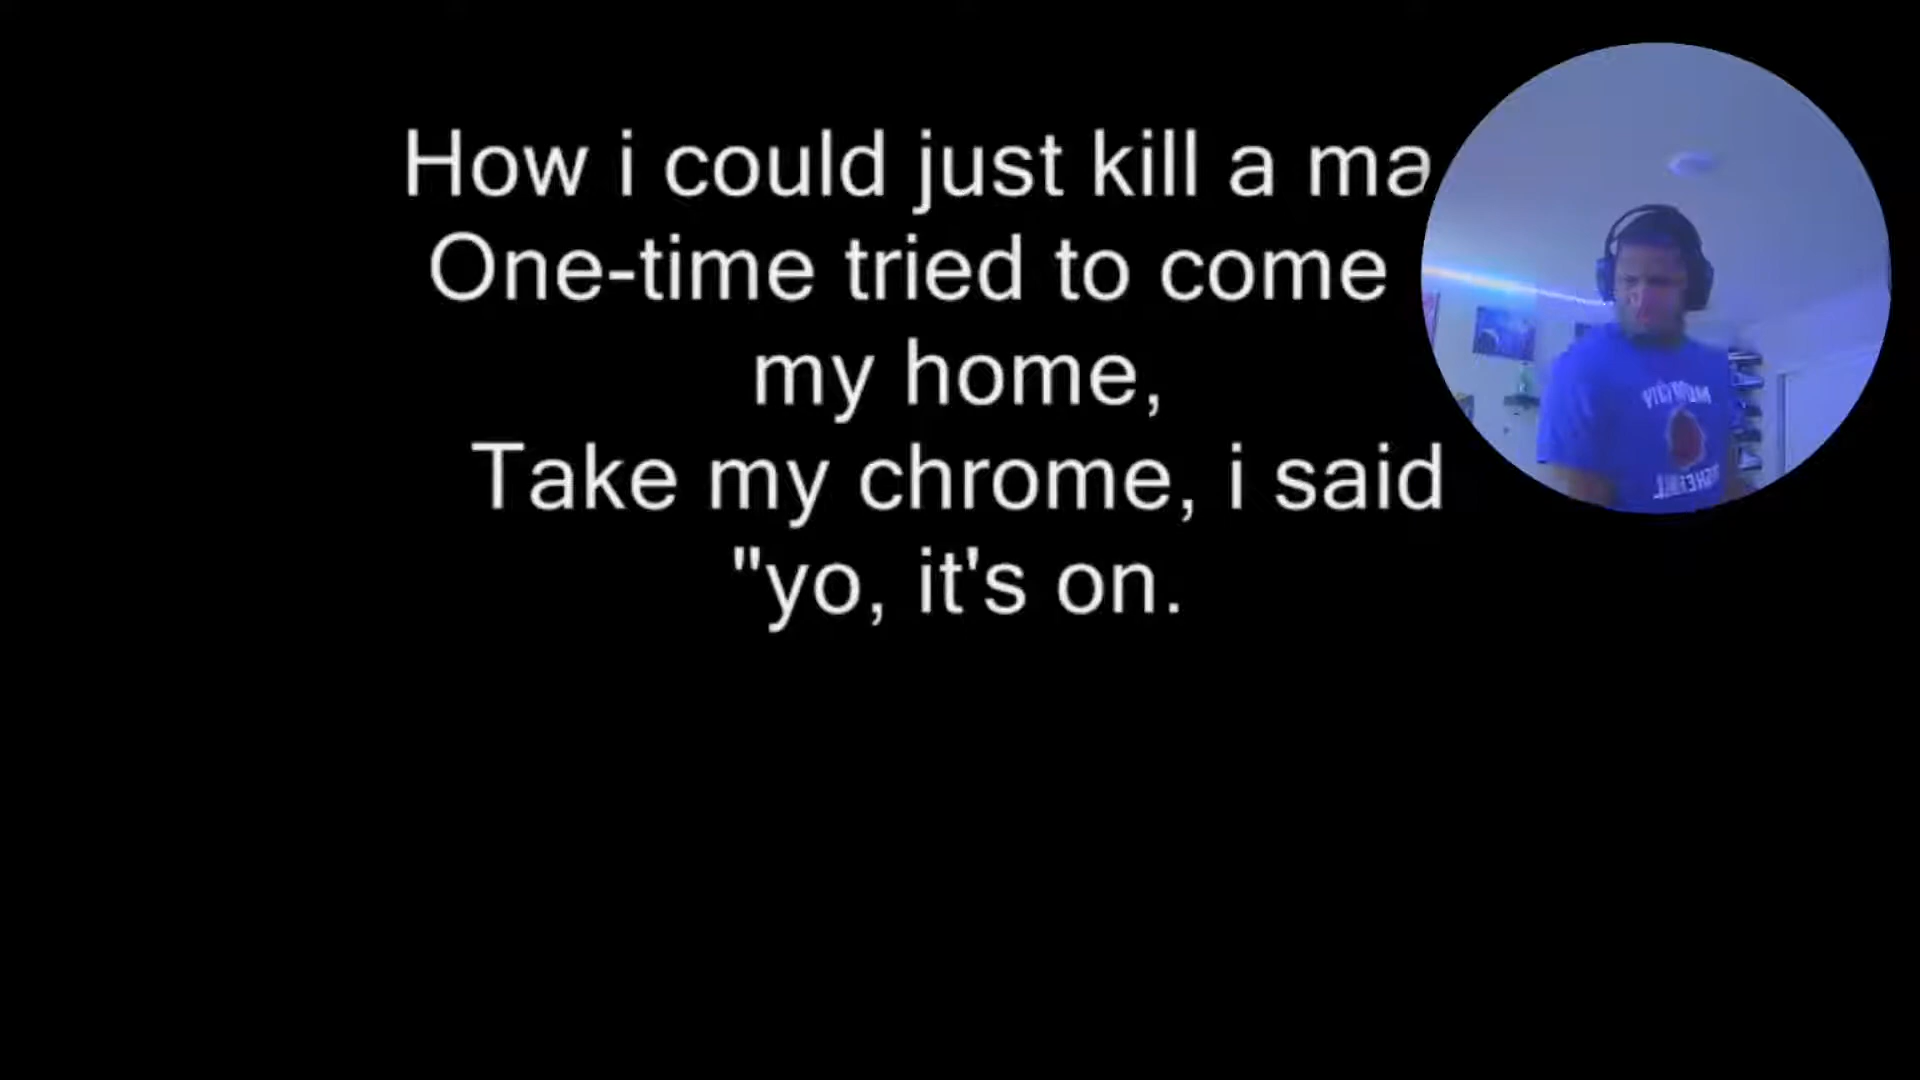 How i could just kill a ma
One-time tried to come
my home,
Take my chrome, i said
"yo, it's on.